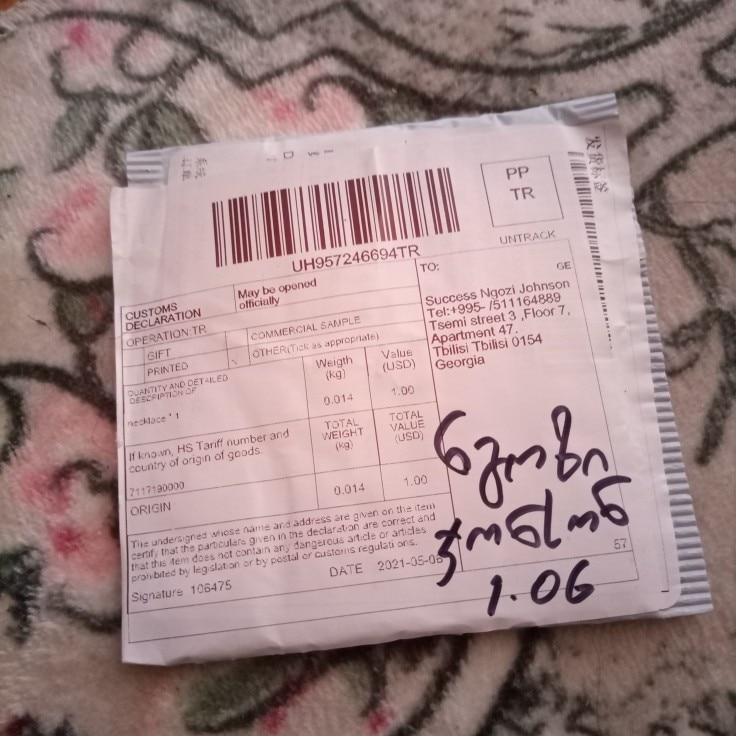 PP
TR
UH957246694TR
UNTRACK
CUSTOMS
DECLARATION
May be opened
officially
OPERATION:TR
GIFT
COMMERCIAL SAMPLE
PRINTED
OTHER(Tick as appropriate)
QUANTITY AND DETAILED
DESCRIPTION OF
Weigth
(kg)
Value
(USD)
necklace * 1
0.014
1.00
If known, HS Tariff number and
country of origin of goods.
TOTAL
WEIGHT
(kg)
TOTAL
VALUE
(USD)
7117190000
0.014
1.00
ORIGIN
The undersigned whose name and address are given on the item
certify that the particulars given in the declaration are correct and
that this item does not contain any dangerous article or articles
prohibited by legislation or by postal or customs regulations.
Signature 106475
DATE 2021-05-06
TO:
GE
Success Ngozi Johnson
Tel:+995- /511164889
Tsemi street 3 ,Floor 7,
Apartment 47.
Tbilisi Tbilisi 0154
Georgia
ნგოზი
ჯონსონ
1.06
57
发货标签